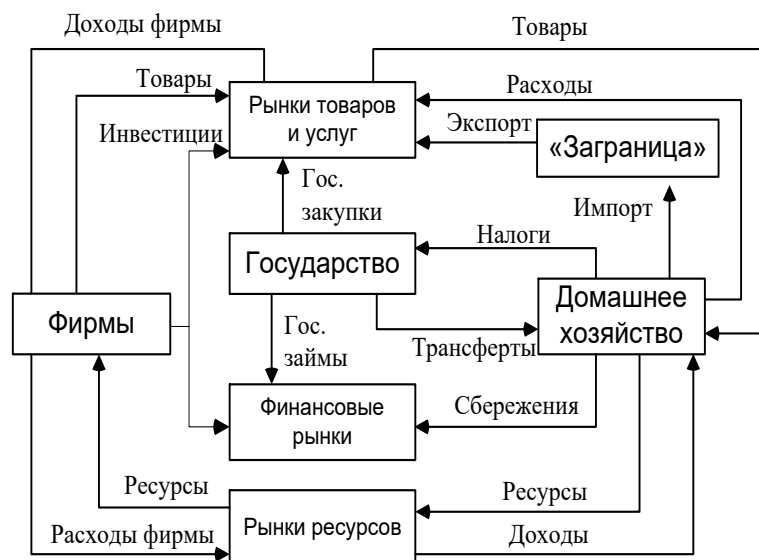 Доходы фирмы
Товары
Товары
Рынки товаров
и услуг
Расходы
Инвестиции
Экспорт
«Заграница»
Гос.
закупки
Импорт
Налоги
Государство
Домашнее
хозяйство
Фирмы
Гос.
займы
Трансферты
Финансовые
рынки
Сбережения
Ресурсы
Ресурсы
Рынки ресурсов
Расходы фирмы
Доходы